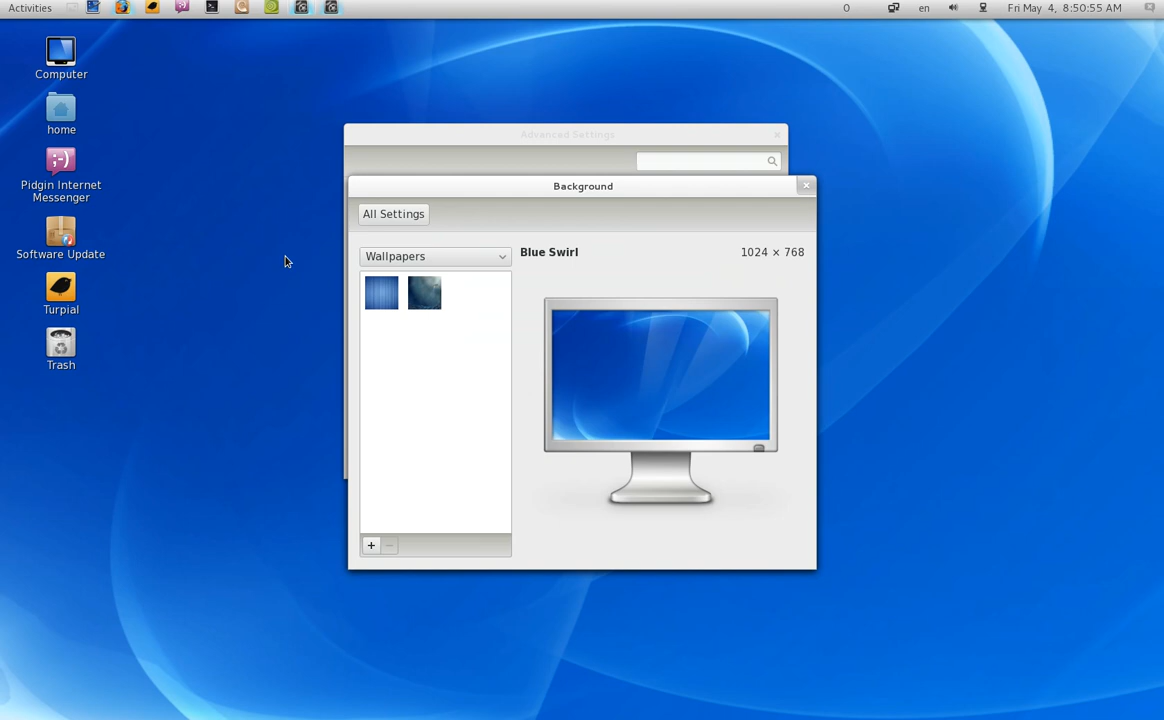 Activities
0
en
Fri May 4, 8:50:55 AM
Computer
home
;-)
Pidgin Internet
Messenger
Software Update
Turpial
Trash
Advanced Settings
Background
All Settings
Wallpapers
Blue Swirl
1024 × 768